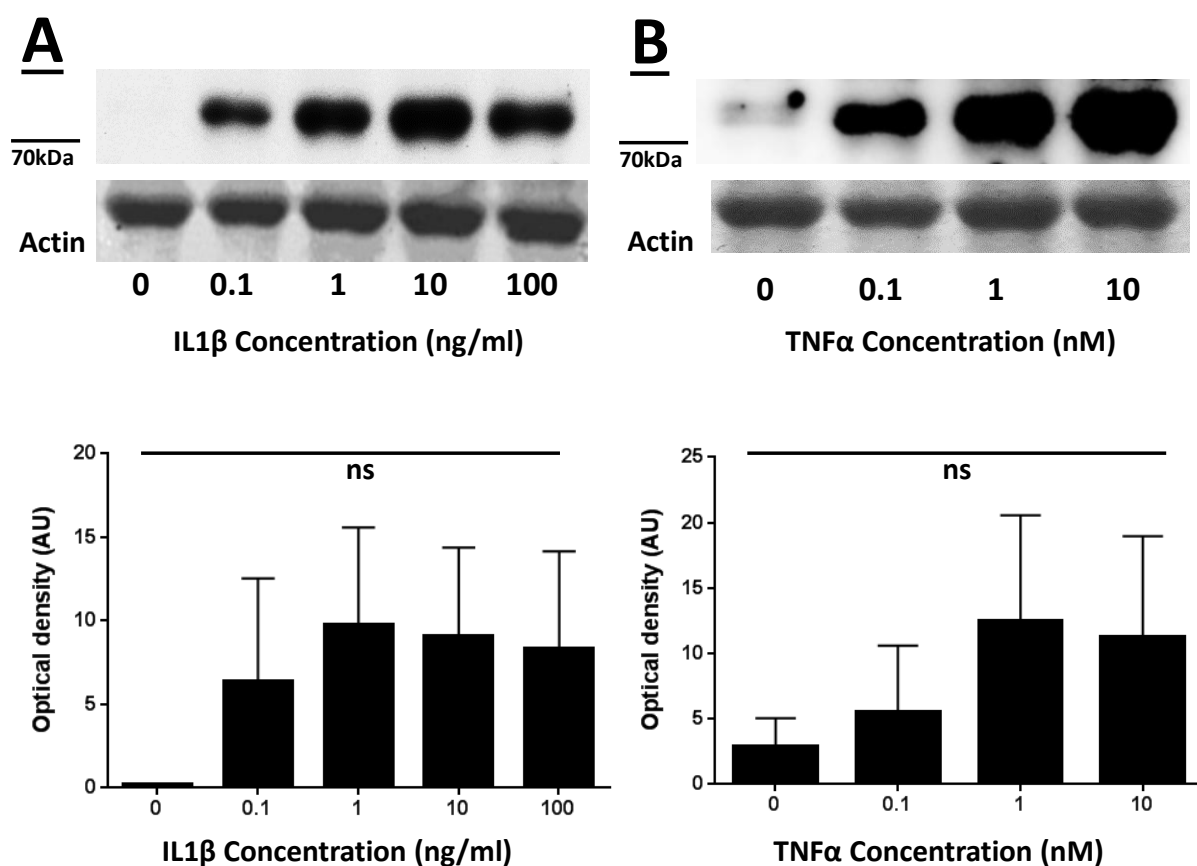 A
70kDa
Actin
0 0.1 1 10 100
IL1β Concentration (ng/ml)
B
70kDa
Actin
0 0.1 1 10
TNFα Concentration (nM)
20
15
10
5
0
Optical density (AU)
ns
0 0.1 1 10 100
IL1β Concentration (ng/ml)
25
20
15
10
5
0
Optical density (AU)
ns
0 0.1 1 10
TNFα Concentration (nM)